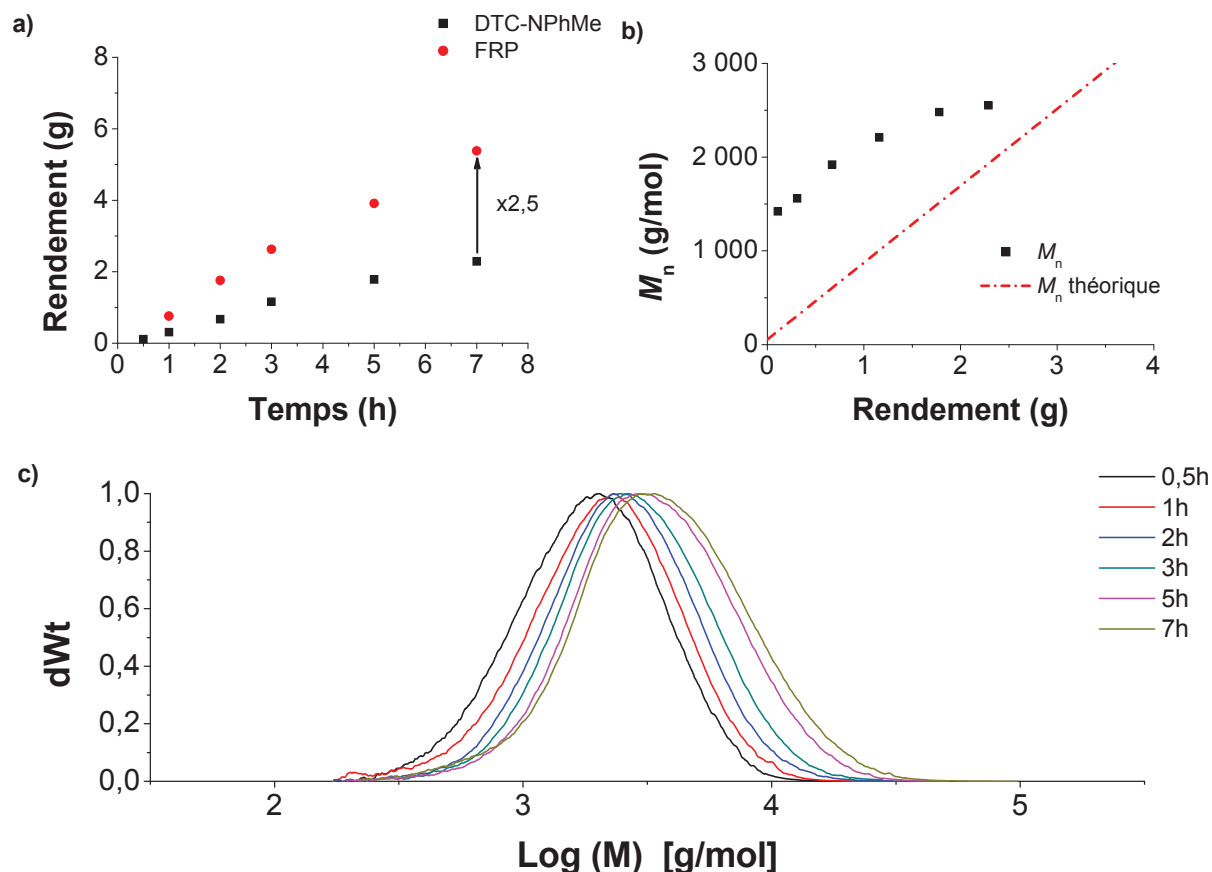 a)
DTC-NPhMe
FRP
Rendement (g)
8
6
4
2
0
x2,5
0 1 2 3 4 5 6 7 8
Temps (h)
b)
M_n (g/mol)
3 000
2 000
1 000
0
M_n
M_n théorique
0 1 2 3 4
Rendement (g)
c)
dWt
1,0
0,8
0,6
0,4
0,2
0,0
0,5h
1h
2h
3h
5h
7h
2 3 4 5
Log (M) [g/mol]